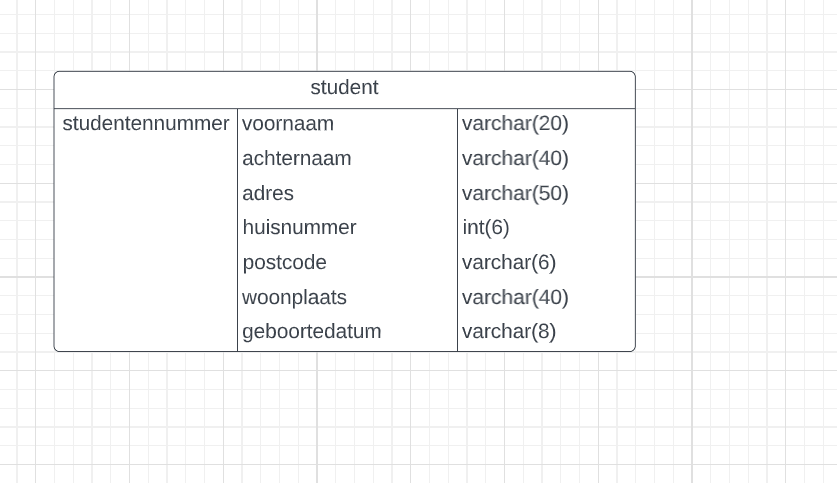 student
studentennummer voornaam varchar(20)
achternaam varchar(40)
adres varchar(50)
huisnummer int(6)
postcode varchar(6)
woonplaats varchar(40)
geboortedatum varchar(8)